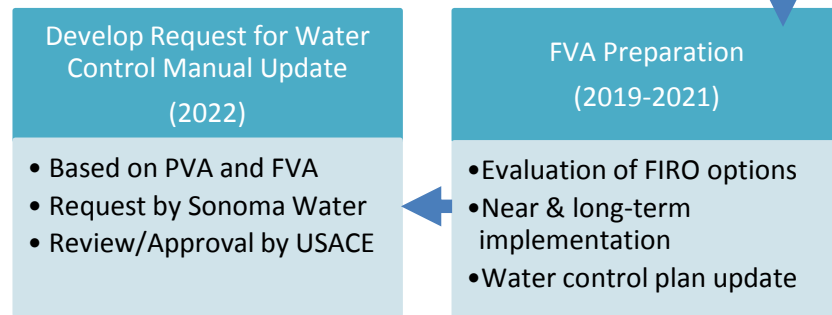 Develop Request for Water
Control Manual Update
(2022)
• Based on PVA and FVA
• Request by Sonoma Water
• Review/Approval by USACE
FVA Preparation
(2019-2021)
•Evaluation of FIRO options
•Near & long-term
implementation
•Water control plan update